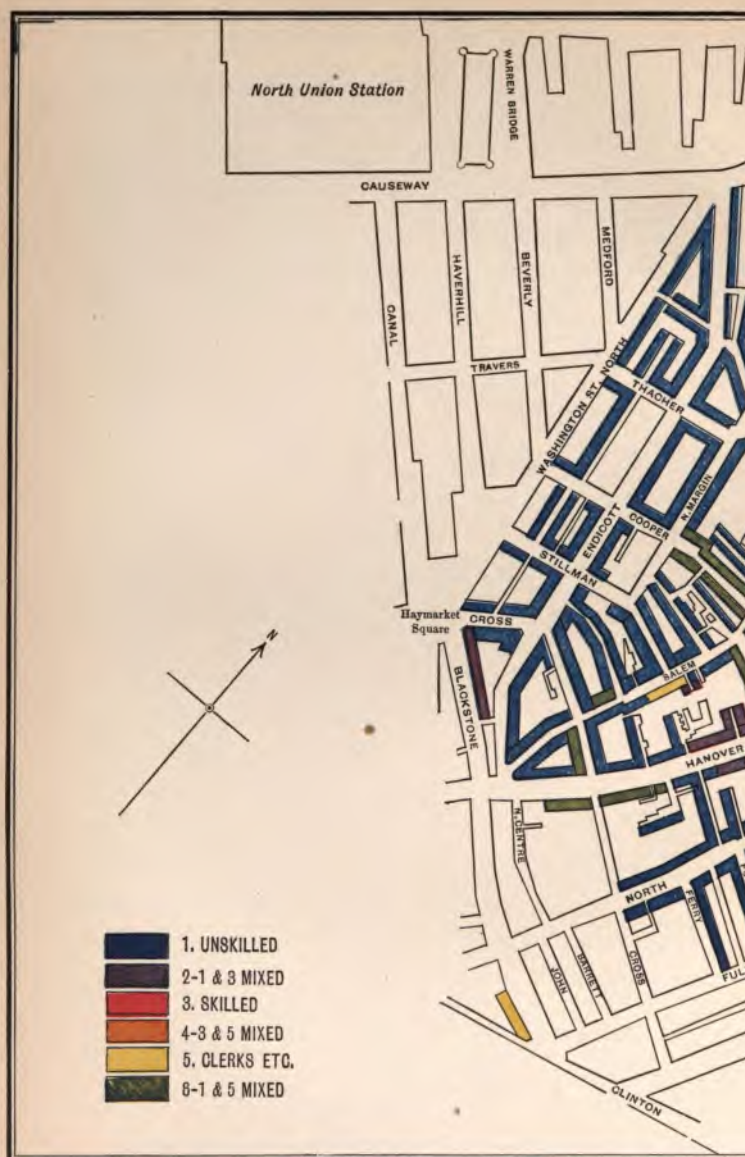 North Union Station
WARREN BRIDGE
CAUSEWAY
CANAL
HAVERHILL
BEVERLY
MEDFORD
TRAVERS
WASHINGTON ST. NORTH
THACHER
N. MARGIN
COOPER
ENDICOTT
STILLMAN
Haymarket
Square
CROSS
BLACKSTONE
SALEM
HANOVER
N. CENTRE
NORTH
FERRY
JOHN
BARRETT
CROSS
FUL
CLINTON
N
1. UNSKILLED
2-1 & 3 MIXED
3. SKILLED
4-3 & 5 MIXED
5. CLERKS ETC.
6-1 & 5 MIXED